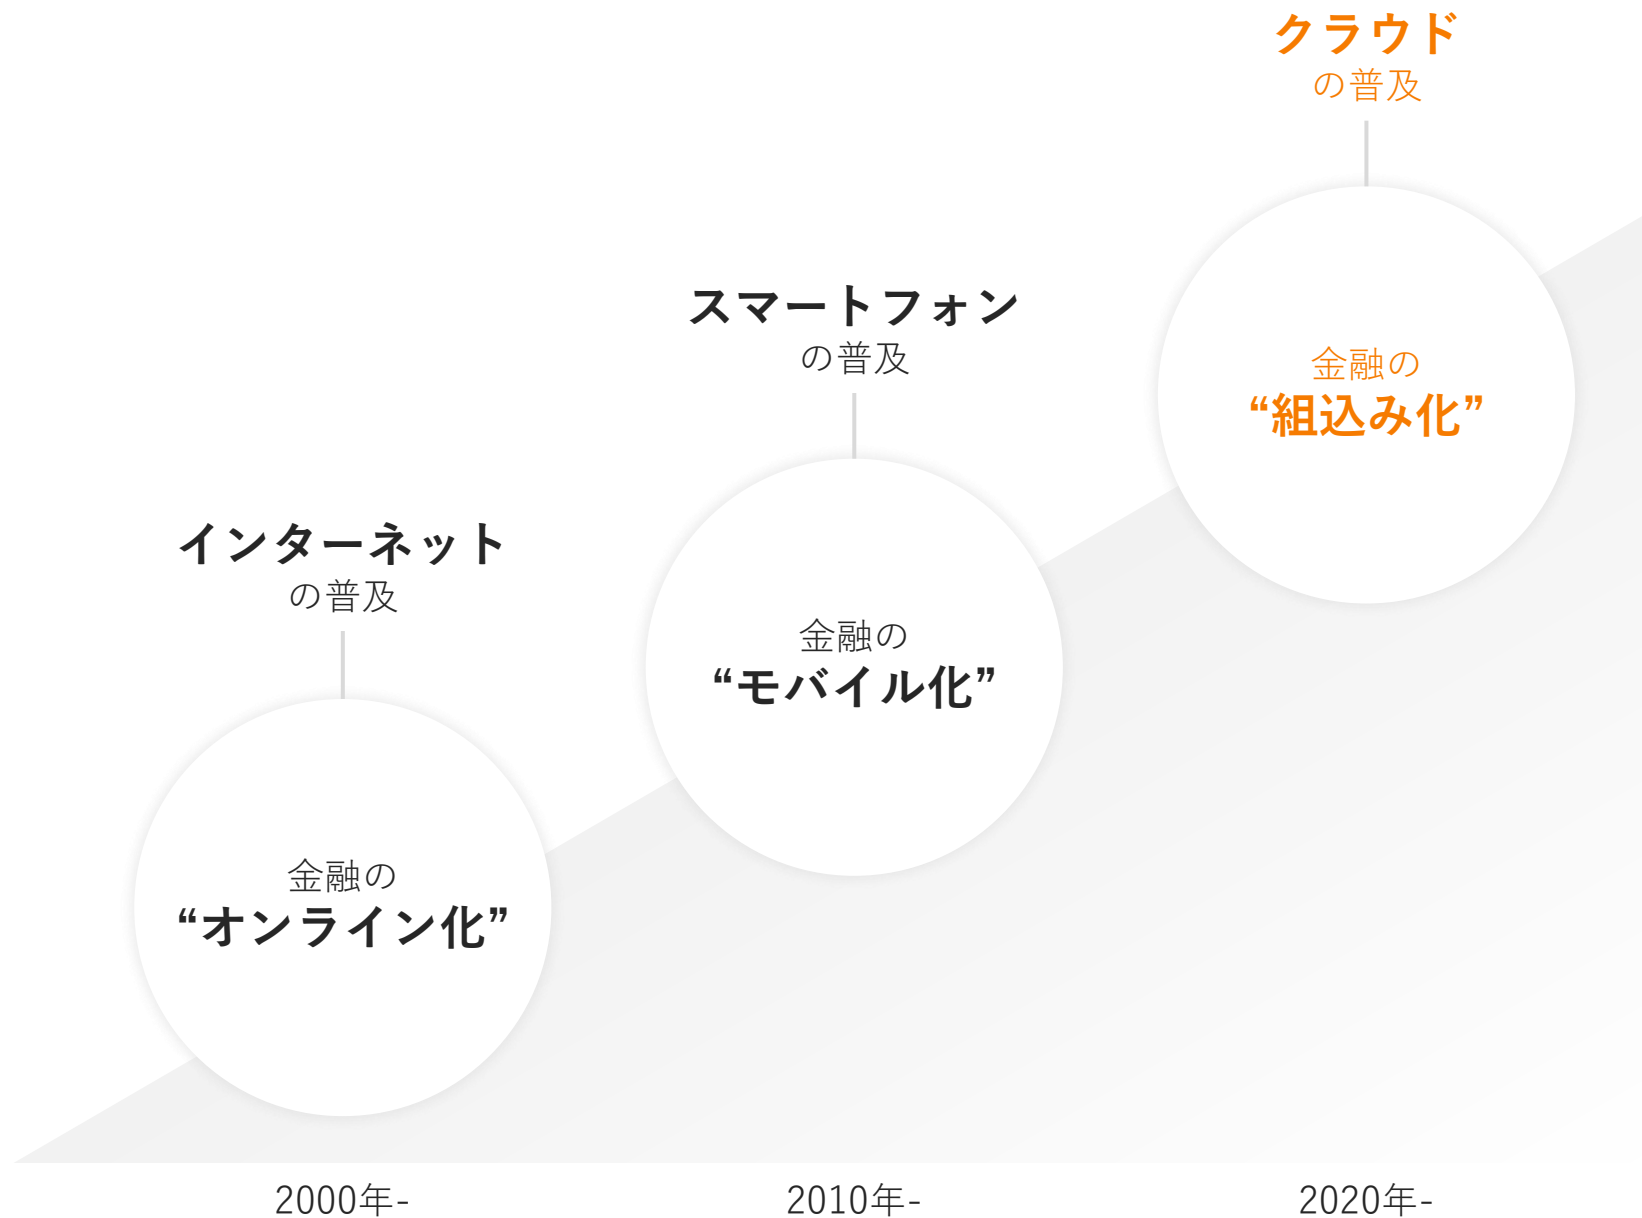 クラウド
の普及
金融の
“組込み化”
スマートフォン
の普及
金融の
“モバイル化”
インターネット
の普及
金融の
“オンライン化”
2000年-
2010年-
2020年-